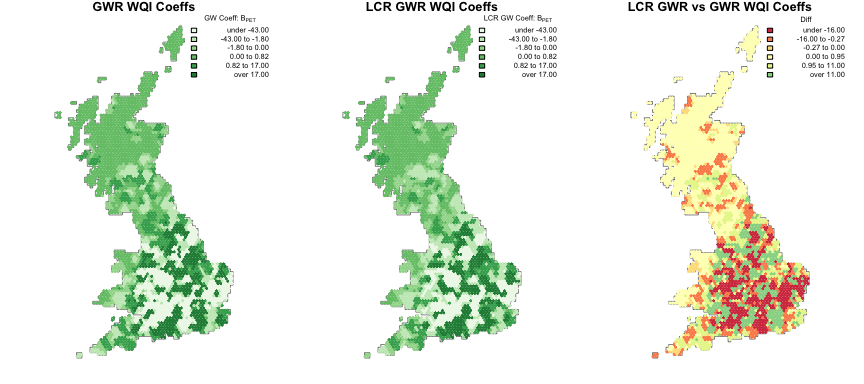 GWR WQI Coeffs
GW Coeff: BPET
under -43.00
-43.00 to -1.80
-1.80 to 0.00
0.00 to 0.82
0.82 to 17.00
over 17.00
LCR GWR WQI Coeffs
LCR GW Coeff: BPET
under -43.00
-43.00 to -1.80
-1.80 to 0.00
0.00 to 0.82
0.82 to 17.00
over 17.00
LCR GWR vs GWR WQI Coeffs
Diff
under -16.00
-16.00 to -0.27
-0.27 to 0.00
0.00 to 0.95
0.95 to 11.00
over 11.00